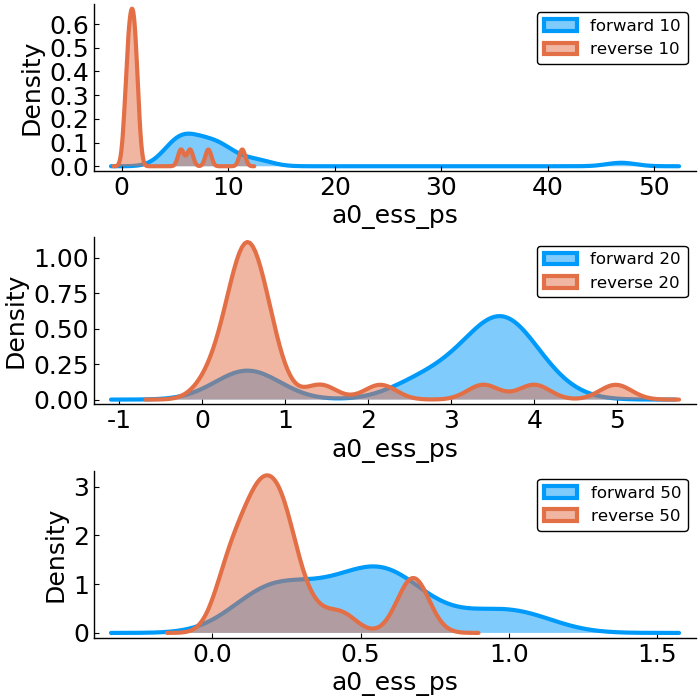 Density
0.6
0.5
0.4
0.3
0.2
0.1
0.0
forward 10
reverse 10
0 10 20 30 40 50
a0_ess_ps
Density
1.00
0.75
0.50
0.25
0.00
forward 20
reverse 20
-1 0 1 2 3 4 5
a0_ess_ps
Density
3
2
1
0
forward 50
reverse 50
0.0 0.5 1.0 1.5
a0_ess_ps